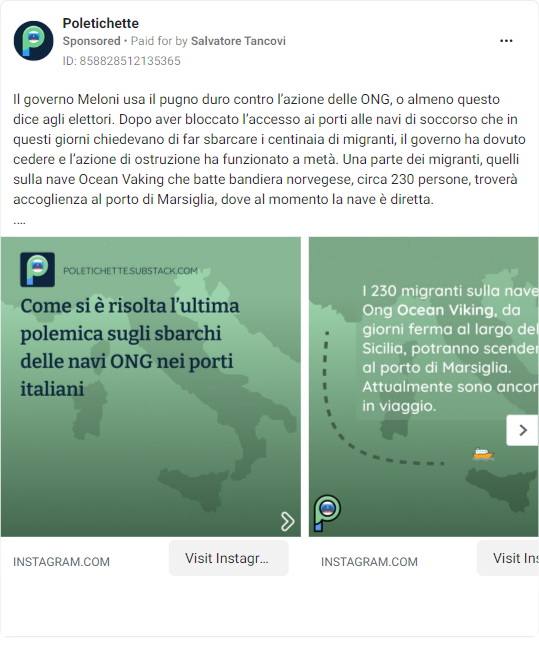 Poletichette
Sponsored • Paid for by Salvatore Tancovi
ID: 858828512135365
Il governo Meloni usa il pugno duro contro l'azione delle ONG, o almeno questo
dice agli elettori. Dopo aver bloccato l'accesso ai porti alle navi di soccorso che in
questi giorni chiedevano di far sbarcare i centinaia di migranti, il governo ha dovuto
cedere e l'azione di ostruzione ha funzionato a metà. Una parte dei migranti, quelli
sulla nave Ocean Vaking che batte bandiera norvegese, circa 230 persone, troverà
accoglienza al porto di Marsiglia, dove al momento la nave è diretta.
....
POLETICHETTE.SUBSTACK.COM
Come si è risolta l'ultima
polemica sugli sbarchi
delle navi ONG nei porti
italiani
I 230 migranti sulla nave
Ong Ocean Viking, da
giorni ferma al largo del
Sicilia, potranno scender
al porto di Marsiglia.
Attualmente sono ancor
in viaggio.
INSTAGRAM.COM
Visit Instagr...
INSTAGRAM.COM
Visit Ins